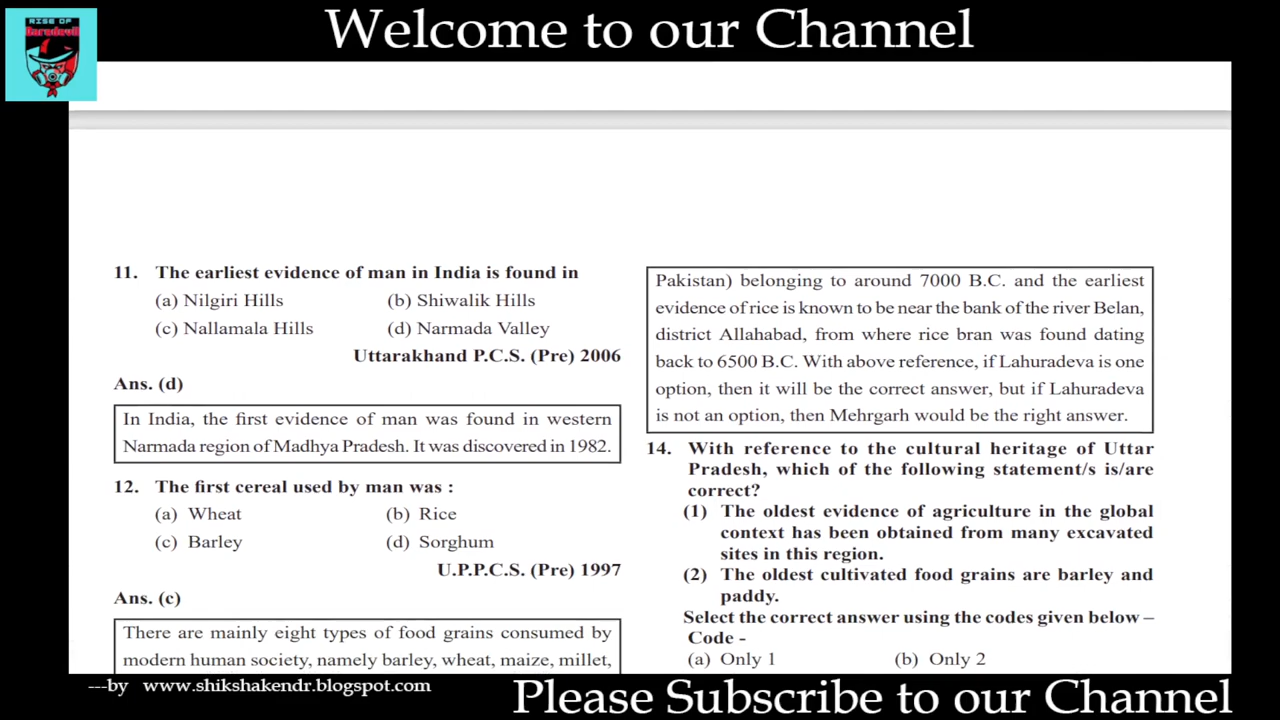 RISE OF
Daredevil
Welcome to our Channel
11. The earliest evidence of man in India is found in
(a) Nilgiri Hills (b) Shiwalik Hills
(c) Nallamala Hills (d) Narmada Valley
Uttarakhand P.C.S. (Pre) 2006
Ans. (d)
In India, the first evidence of man was found in western
Narmada region of Madhya Pradesh. It was discovered in 1982.
12. The first cereal used by man was :
(a) Wheat (b) Rice
(c) Barley (d) Sorghum
U.P.P.C.S. (Pre) 1997
Ans. (c)
There are mainly eight types of food grains consumed by
modern human society, namely barley, wheat, maize, millet,
Pakistan) belonging to around 7000 B.C. and the earliest
evidence of rice is known to be near the bank of the river Belan,
district Allahabad, from where rice bran was found dating
back to 6500 B.C. With above reference, if Lahuradeva is one
option, then it will be the correct answer, but if Lahuradeva
is not an option, then Mehrgarh would be the right answer.
14. With reference to the cultural heritage of Uttar
Pradesh, which of the following statement/s is/are
correct?
(1) The oldest evidence of agriculture in the global
context has been obtained from many excavated
sites in this region.
(2) The oldest cultivated food grains are barley and
paddy.
Select the correct answer using the codes given below –
Code -
(a) Only 1 (b) Only 2
---by www.shikshakendr.blogspot.com
Please Subscribe to our Channel